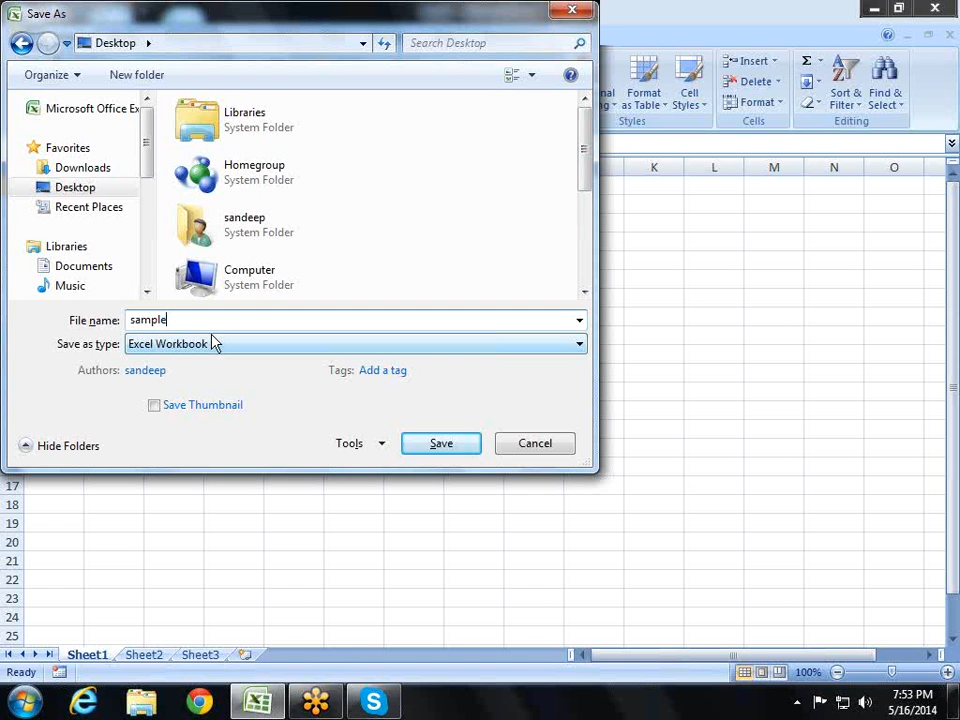 Save As
Desktop
Search Desktop
Organize
New folder
Microsoft Office Ex
Favorites
Downloads
Desktop
Recent Places
Libraries
Documents
Music
Libraries
System Folder
Homegroup
System Folder
sandeep
System Folder
Computer
System Folder
File name: sample
Save as type: Excel Workbook
Authors: sandeep
Tags: Add a tag
Save Thumbnail
Hide Folders
Tools
Save
Cancel
Format as Table
Cell Styles
Styles
Insert
Delete
Format
Cells
Sort & Filter
Find & Select
Editing
K L M N O
17
18
19
20
21
22
23
24
25
Sheet1 Sheet2 Sheet3
Ready
100%
7:53 PM
5/16/2014